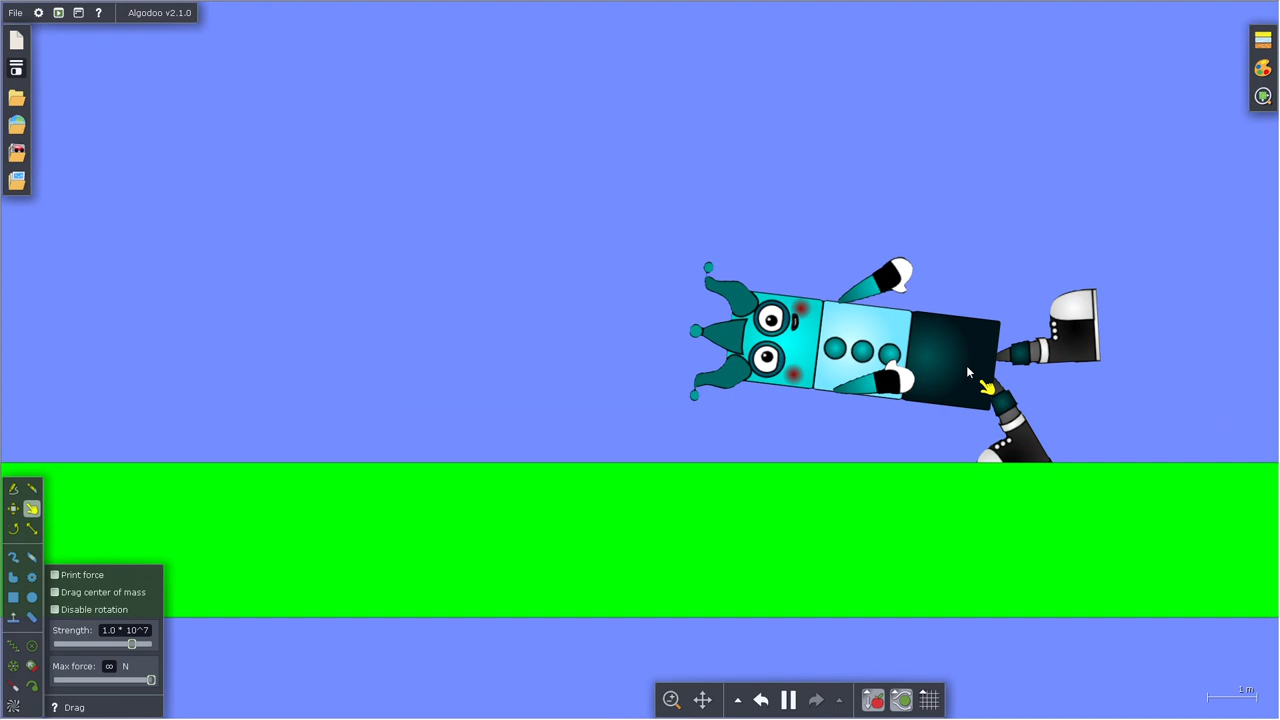 File ? Algodoo v2.1.0
Print force
Drag center of mass
Disable rotation
Strength: 1.0 * 10^7
Max force: ∞ N
? Drag
1 m